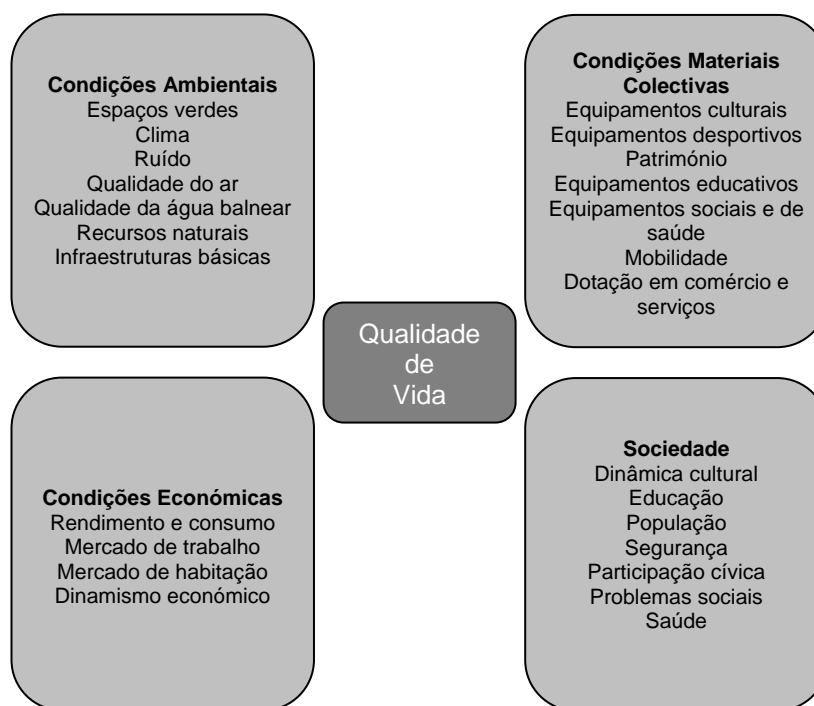 Condições Ambientais
Espaços verdes
Clima
Ruído
Qualidade do ar
Qualidade da água balnear
Recursos naturais
Infraestruturas básicas
Condições Materiais
Colectivas
Equipamentos culturais
Equipamentos desportivos
Património
Equipamentos educativos
Equipamentos sociais e de
saúde
Mobilidade
Dotação em comércio e
serviços
Qualidade
de
Vida
Condições Económicas
Rendimento e consumo
Mercado de trabalho
Mercado de habitação
Dinamismo económico
Sociedade
Dinâmica cultural
Educação
População
Segurança
Participação cívica
Problemas sociais
Saúde